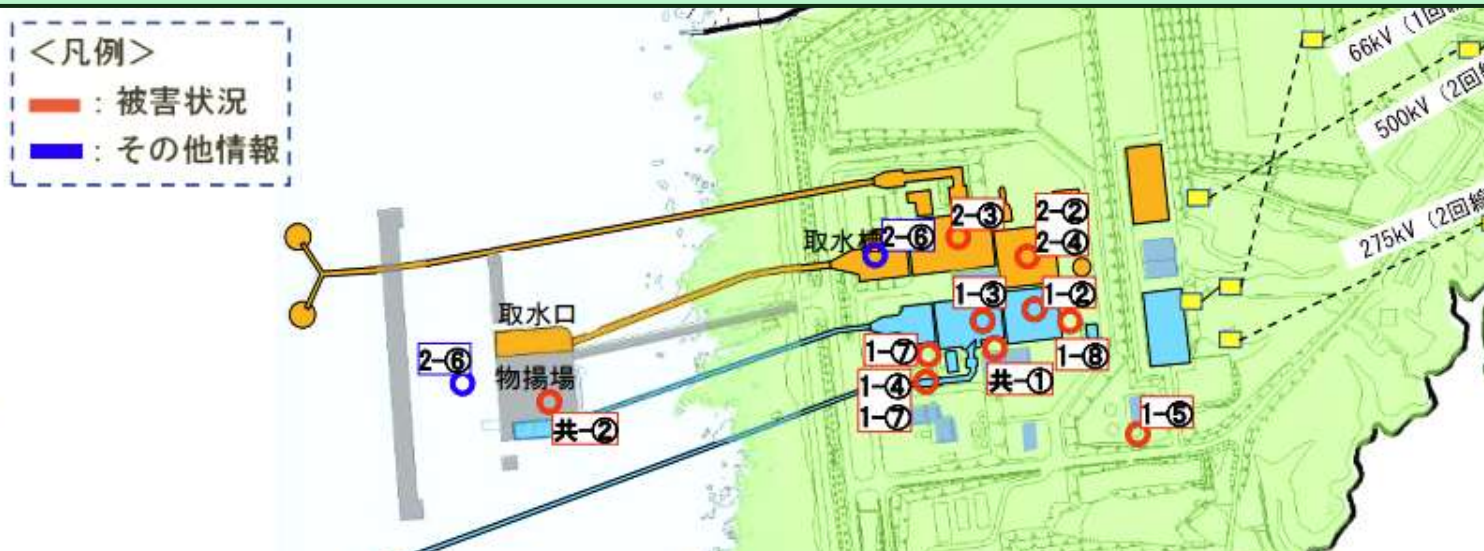 ＜凡例＞
：被害状況
：その他情報
66kV（1回
500kV（2回
275kV（2回線
2-③
2-②
2-④
取水槽
2-⑥
1-③
1-②
取水口
2-⑥
1-⑦
1-⑧
物揚場
1-④
共-①
1-⑦
共-②
1-⑤